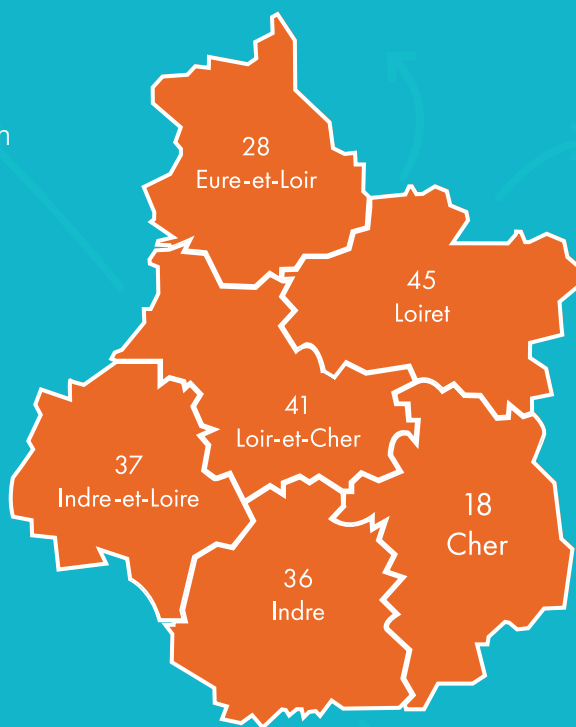 n
28
Eure-et-Loir
45
Loiret
41
Loir-et-Cher
37
Indre-et-Loire
18
Cher
36
Indre